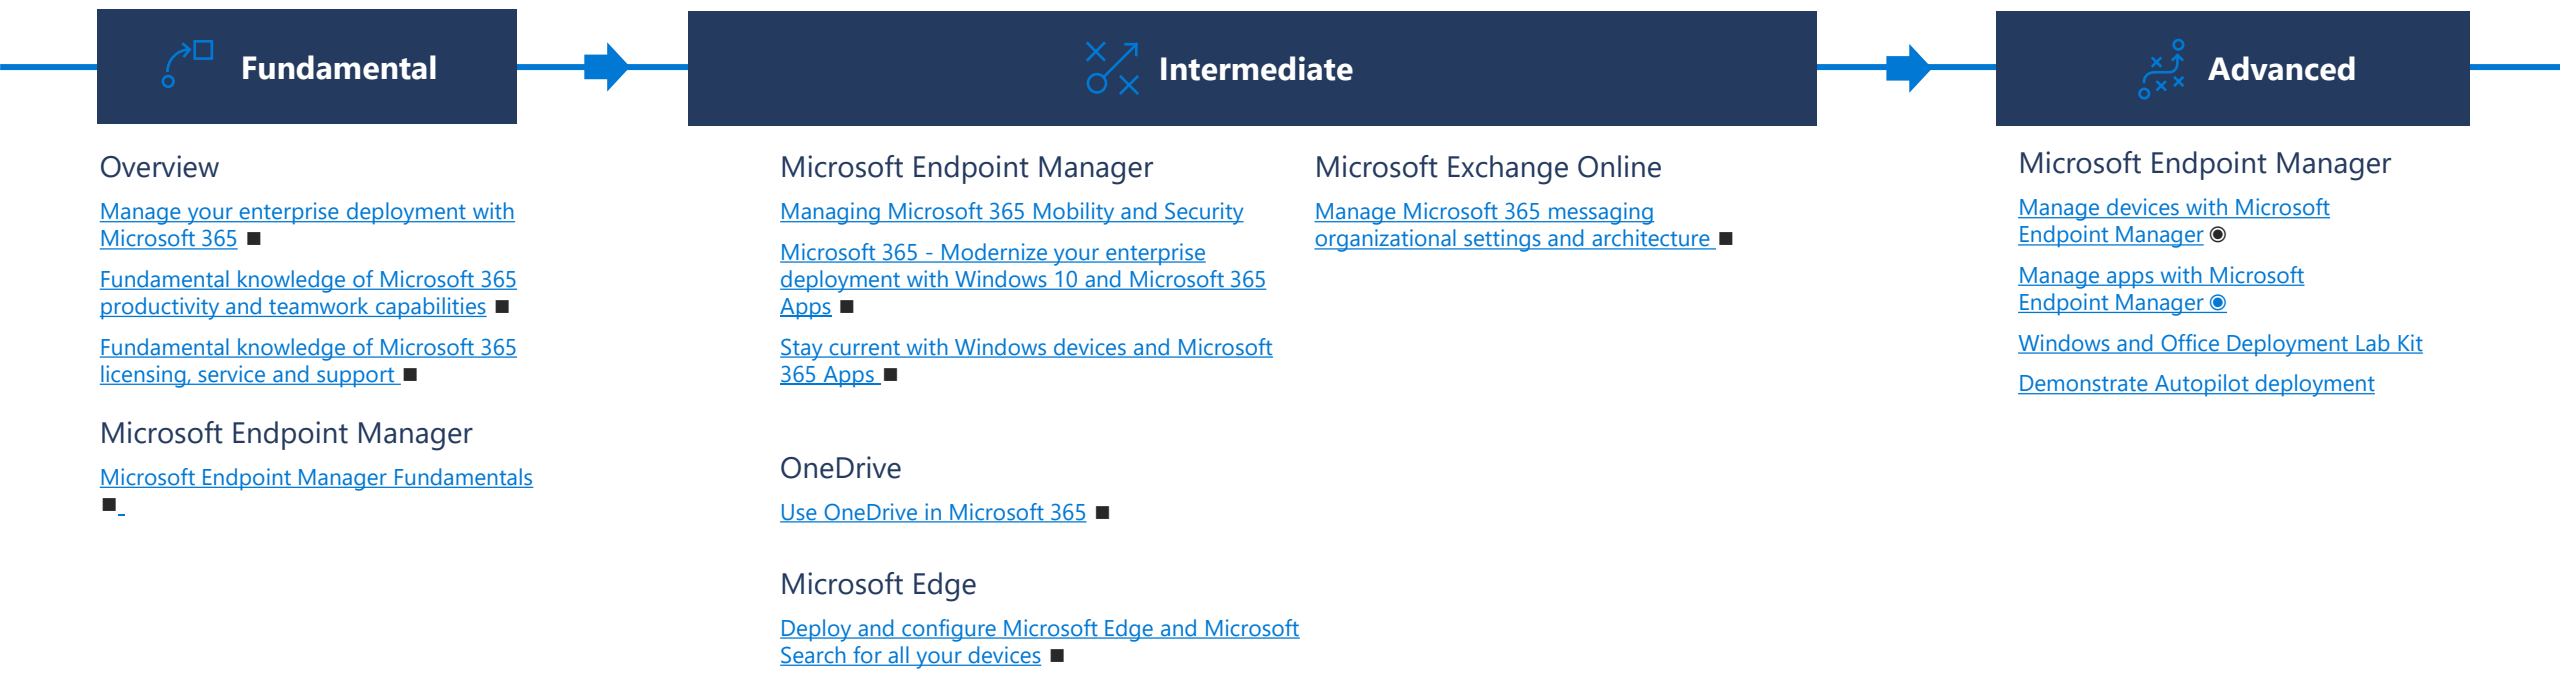 Fundamental
Overview
Manage your enterprise deployment with
Microsoft 365 ■
Fundamental knowledge of Microsoft 365
productivity and teamwork capabilities ■
Fundamental knowledge of Microsoft 365
licensing, service and support ■
Microsoft Endpoint Manager
Microsoft Endpoint Manager Fundamentals
■
Intermediate
Microsoft Endpoint Manager
Managing Microsoft 365 Mobility and Security
Microsoft 365 - Modernize your enterprise
deployment with Windows 10 and Microsoft 365
Apps ■
Stay current with Windows devices and Microsoft
365 Apps ■
OneDrive
Use OneDrive in Microsoft 365 ■
Microsoft Edge
Deploy and configure Microsoft Edge and Microsoft
Search for all your devices ■
Microsoft Exchange Online
Manage Microsoft 365 messaging
organizational settings and architecture ■
Advanced
Microsoft Endpoint Manager
Manage devices with Microsoft
Endpoint Manager ◉
Manage apps with Microsoft
Endpoint Manager ◉
Windows and Office Deployment Lab Kit
Demonstrate Autopilot deployment